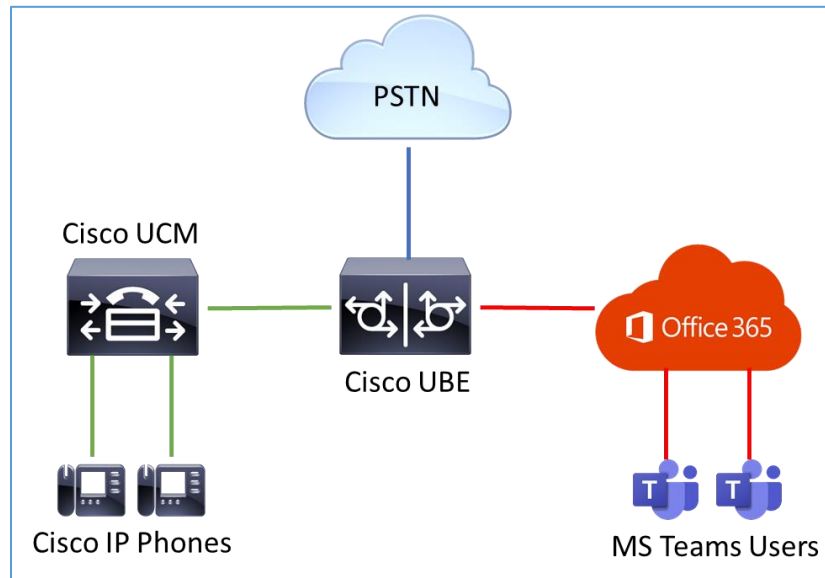 PSTN
Cisco UCM
Cisco UBE
Office 365
Cisco IP Phones
T
T
MS Teams Users